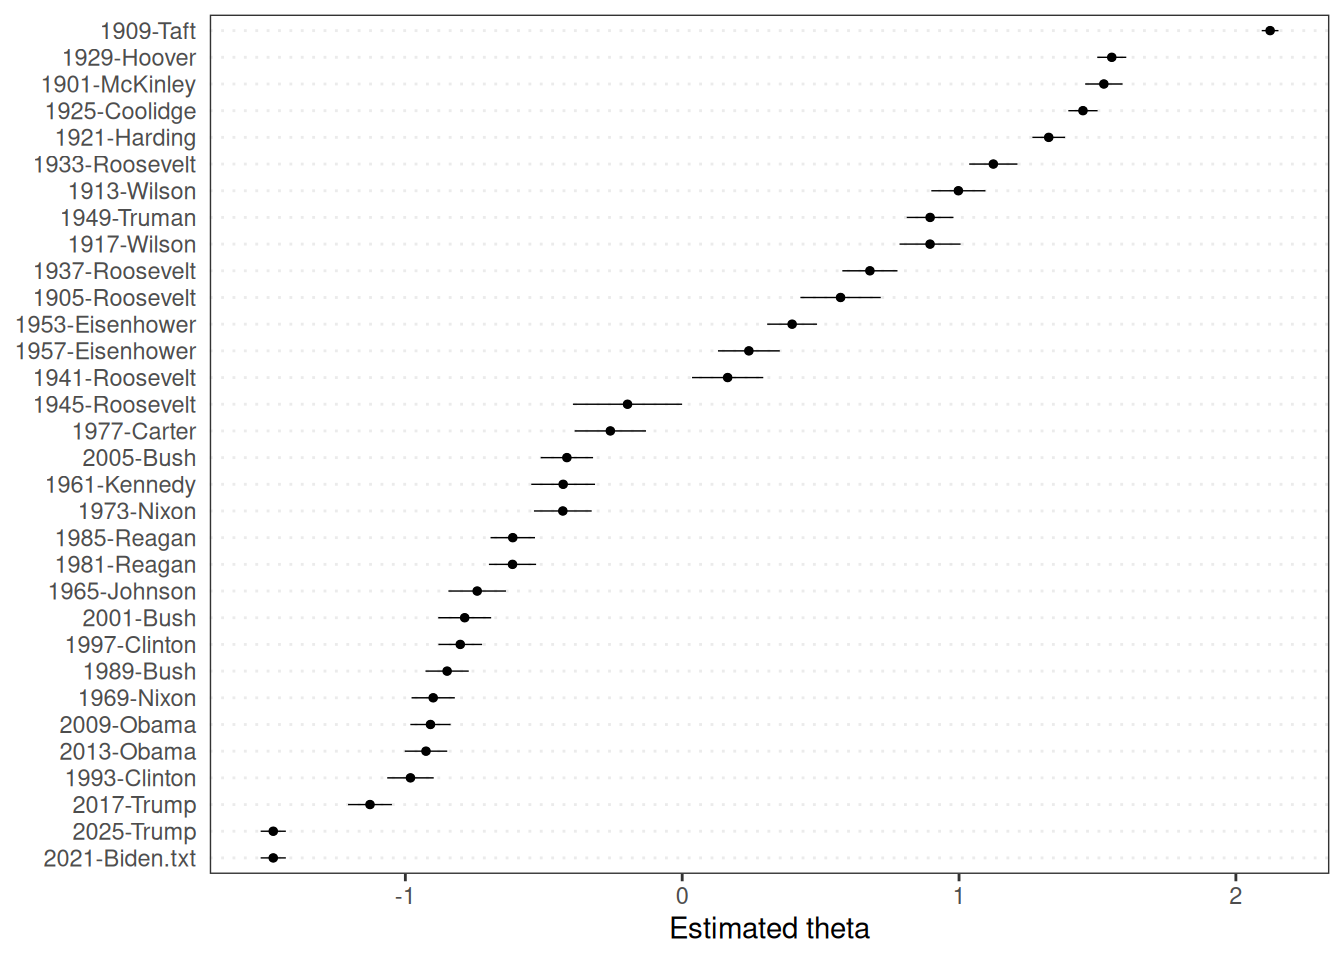 1909-Taft
1929-Hoover
1901-McKinley
1925-Coolidge
1921-Harding
1933-Roosevelt
1913-Wilson
1949-Truman
1917-Wilson
1937-Roosevelt
1905-Roosevelt
1953-Eisenhower
1957-Eisenhower
1941-Roosevelt
1945-Roosevelt
1977-Carter
2005-Bush
1961-Kennedy
1973-Nixon
1985-Reagan
1981-Reagan
1965-Johnson
2001-Bush
1997-Clinton
1989-Bush
1969-Nixon
2009-Obama
2013-Obama
1993-Clinton
2017-Trump
2025-Trump
2021-Biden.txt
-1 0 1 2
Estimated theta